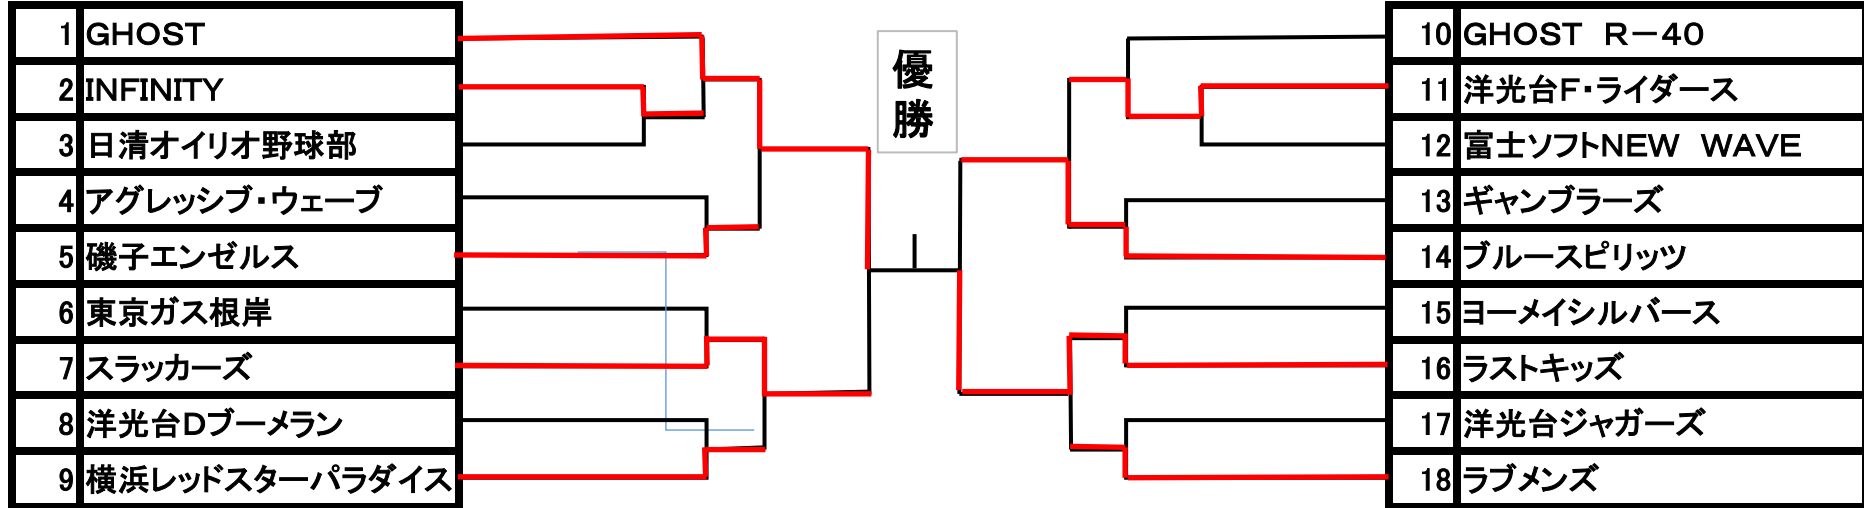 1 GHOST
2 INFINITY
3 日清オイリオ野球部
4 アグレッシブ・ウェーブ
5 磯子エンゼルス
6 東京ガス根岸
7 スラッカーズ
8 洋光台Dブーメラン
9 横浜レッドスターパラダイス
優
勝
10 GHOST R－40
11 洋光台F・ライダース
12 富士ソフトNEW WAVE
13 ギャンブラーズ
14 ブルースピリッツ
15 ヨーメイシルバース
16 ラストキッズ
17 洋光台ジャガーズ
18 ラブメンズ